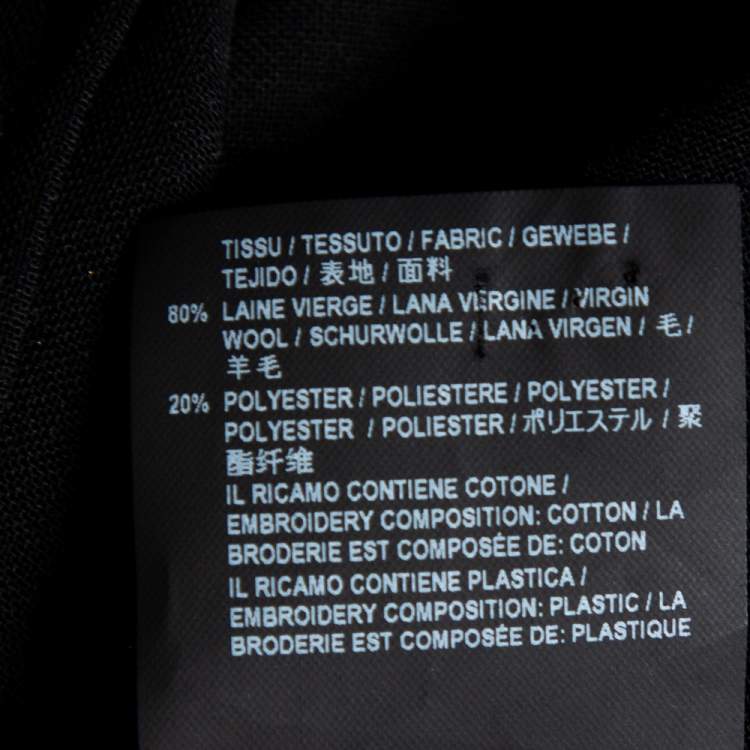 TISSU / TESSUTO / FABRIC / GEWEBE /
TEJIDO / 表地 / 面料
80% LAINE VIERGE / LANA VIERGINE / VIRGIN
WOOL / SCHURWOLLE / LANA VIRGEN / 毛 /
羊毛
20% POLYESTER / POLIESTERE / POLYESTER /
POLYESTER / POLIESTER / ポリエステル / 聚
酯纤维
IL RICAMO CONTIENE COTONE /
EMBROIDERY COMPOSITION: COTTON / LA
BRODERIE EST COMPOSÉE DE: COTON
IL RICAMO CONTIENE PLASTICA /
EMBROIDERY COMPOSITION: PLASTIC / LA
BRODERIE EST COMPOSÉE DE: PLASTIQUE